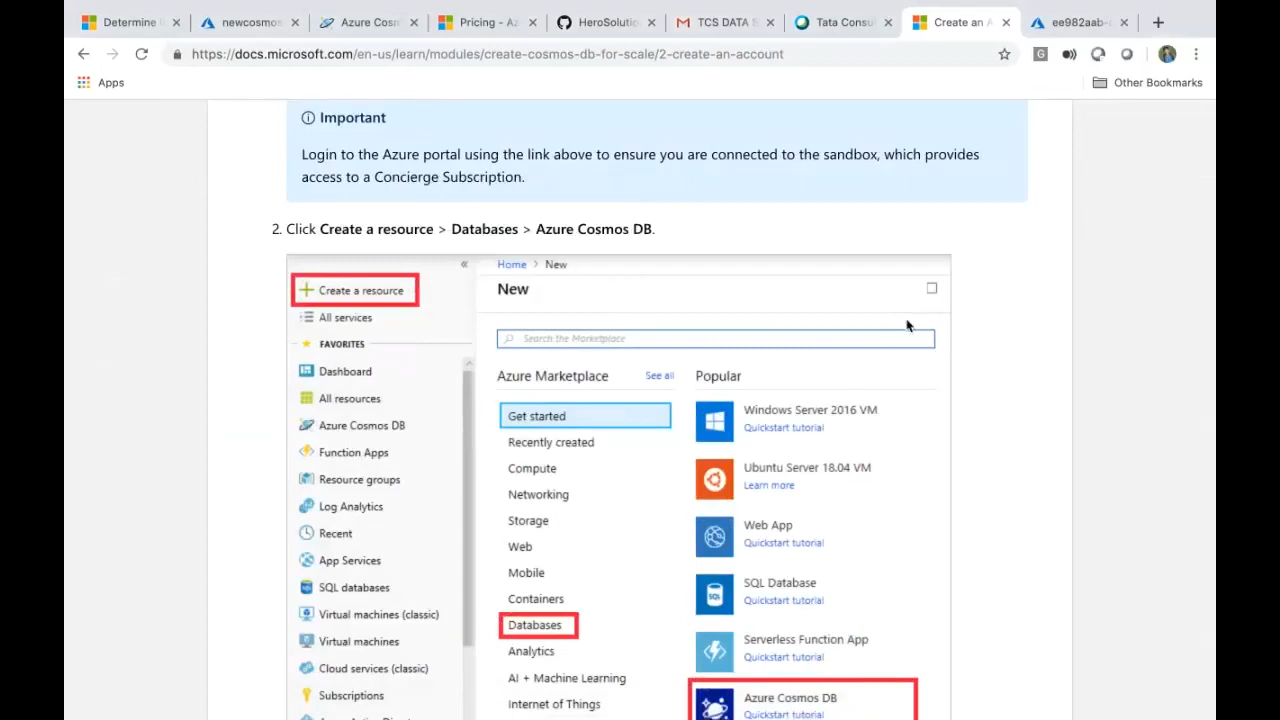 Determine
newcosmos
Azure Cosm
Pricing - Az
HeroSolutio
TCS DATA
Tata Consul
Create an A
ee982aab-c
https://docs.microsoft.com/en-us/learn/modules/create-cosmos-db-for-scale/2-create-an-account
G
Apps
Other Bookmarks
Important
Login to the Azure portal using the link above to ensure you are connected to the sandbox, which provides
access to a Concierge Subscription.
2. Click Create a resource > Databases > Azure Cosmos DB.
Create a resource
All services
FAVORITES
Dashboard
All resources
Azure Cosmos DB
Function Apps
Resource groups
Log Analytics
Recent
App Services
SQL databases
Virtual machines (classic)
Virtual machines
Cloud services (classic)
Subscriptions
Home > New
New
Search the Marketplace
Azure Marketplace See all
Get started
Recently created
Compute
Networking
Storage
Web
Mobile
Containers
Databases
Analytics
AI + Machine Learning
Internet of Things
Popular
Windows Server 2016 VM
Quickstart tutorial
Ubuntu Server 18.04 VM
Learn more
Web App
Quickstart tutorial
SQL
SQL Database
Quickstart tutorial
Serverless Function App
Quickstart tutorial
Azure Cosmos DB
Quickstart tutorial